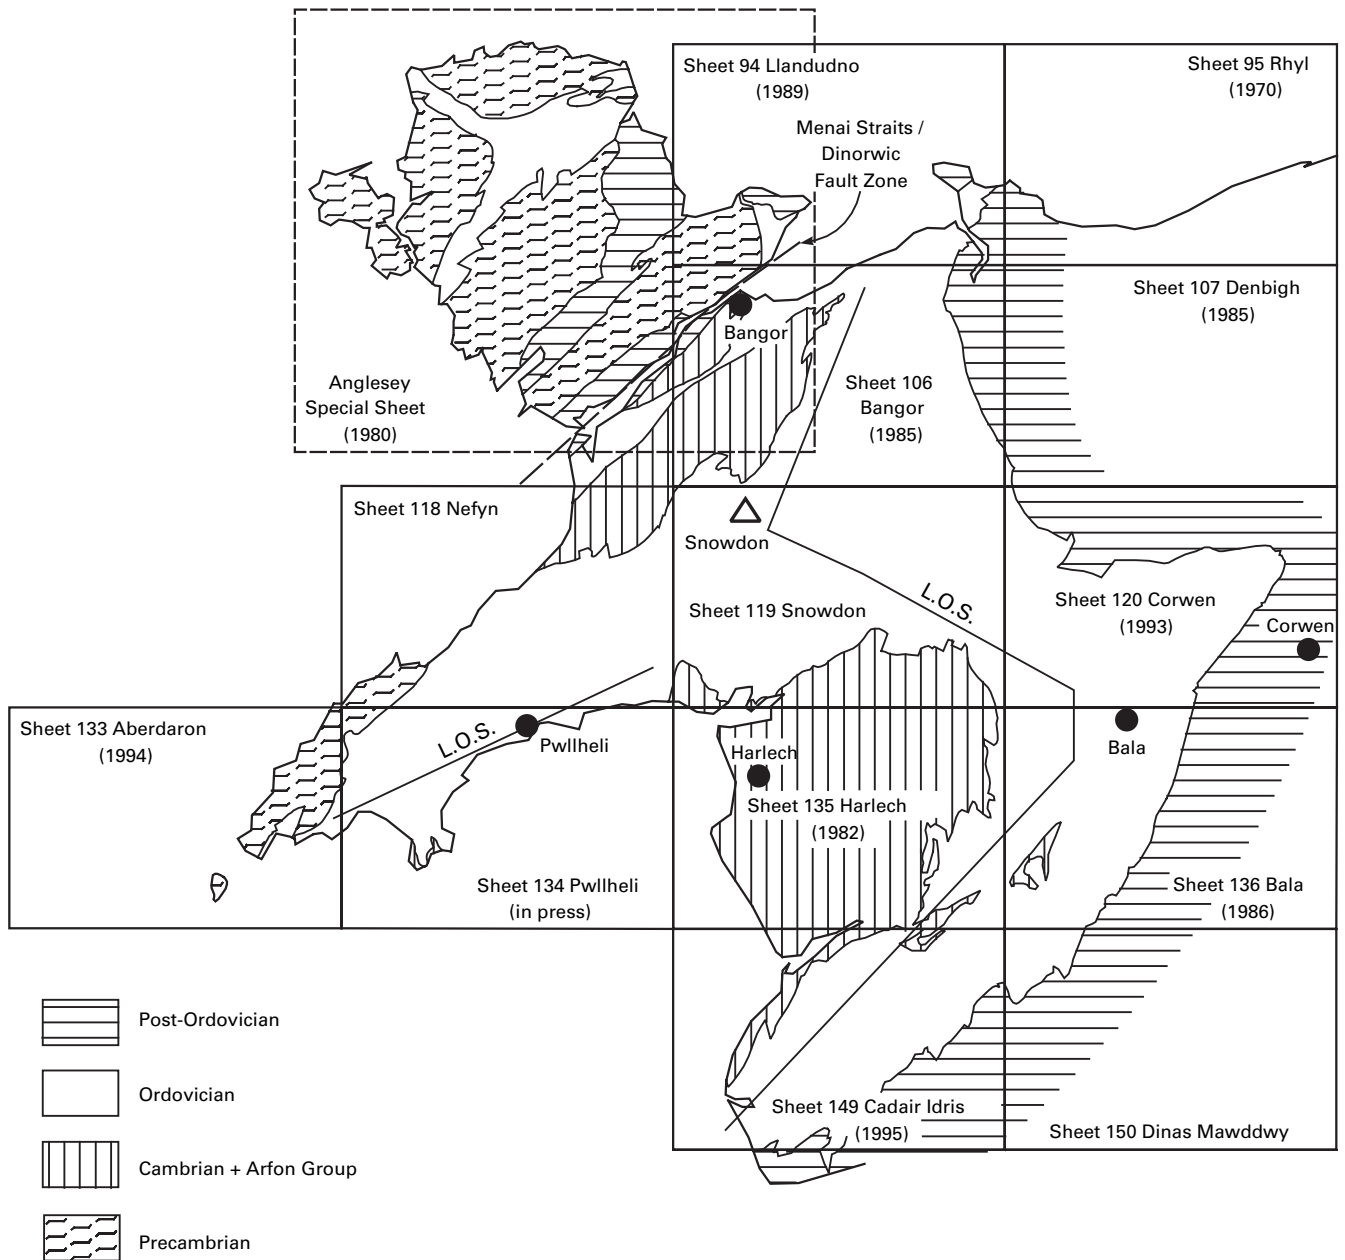 Sheet 94 Llandudno
(1989)
Sheet 95 Rhyl
(1970)
Menai Straits /
Dinorwic
Fault Zone
Sheet 107 Denbigh
(1985)
Bangor
Anglesey
Special Sheet
(1980)
Sheet 106
Bangor
(1985)
Sheet 118 Nefyn
Snowdon
L.O.S.
Sheet 119 Snowdon
Sheet 120 Corwen
(1993)
Corwen
Sheet 133 Aberdaron
(1994)
L.O.S.
Pwllheli
Harlech
Bala
Sheet 135 Harlech
(1982)
Sheet 134 Pwllheli
(in press)
Sheet 136 Bala
(1986)
Post-Ordovician
Ordovician
Sheet 149 Cadair Idris
(1995)
Sheet 150 Dinas Mawddwy
Cambrian + Arfon Group
Precambrian